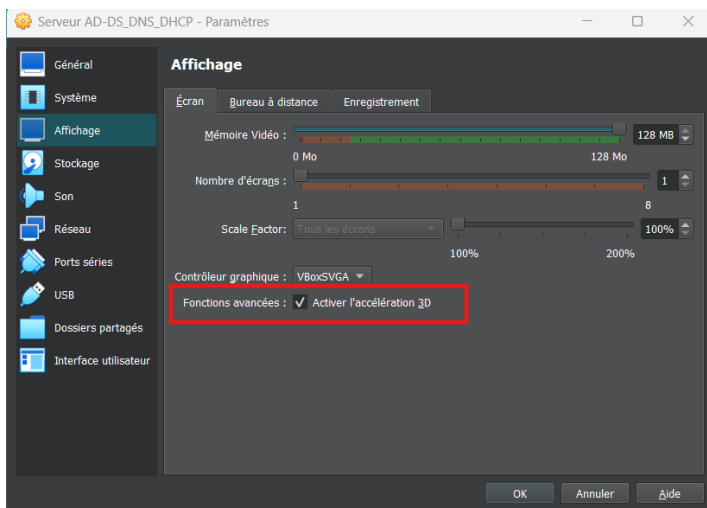 Serveur AD-DS_DNS_DHCP - Paramètres
Général
Système
Affichage
Stockage
Son
Réseau
Ports séries
USB
Dossiers partagés
Interface utilisateur
Affichage
Écran Bureau à distance Enregistrement
Mémoire Vidéo : 128 MB
0 Mo 128 Mo
Nombre d'écrans : 1
1 8
Scale Factor: Tous les écrans 100%
100% 200%
Contrôleur graphique : VBoxSVGA
Fonctions avancées : Activer l'accélération 3D
OK Annuler Aide